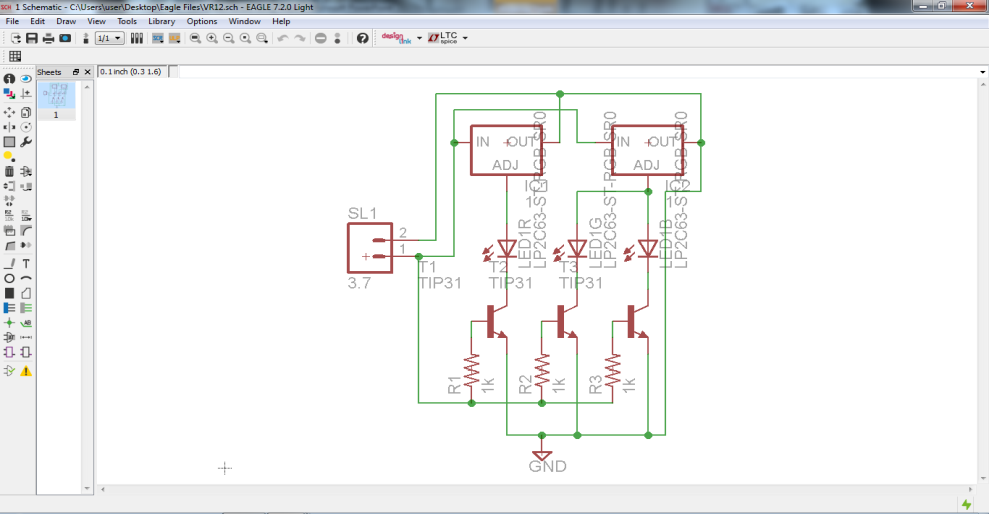 1 Schematic - C:\Users\user\Desktop\Eagle Files\VR12.sch - EAGLE 7.2.0 Light
File Edit Draw View Tools Library Options Window Help
1/1
design link
LTC spice
Sheets
0.1 inch (0.3 1.6)
1
IN +OUT
ADJ
IC1
LP2C63-ST-RGB-SR0
IN +OUT
ADJ
IC2
LP2C63-ST-RGB-SR0
SL1
2
1
3.7
LED1R
LED1G
LED1B
T1
TIP31
T2
TIP31
T3
TIP31
R1
1k
R2
1k
R3
1k
GND